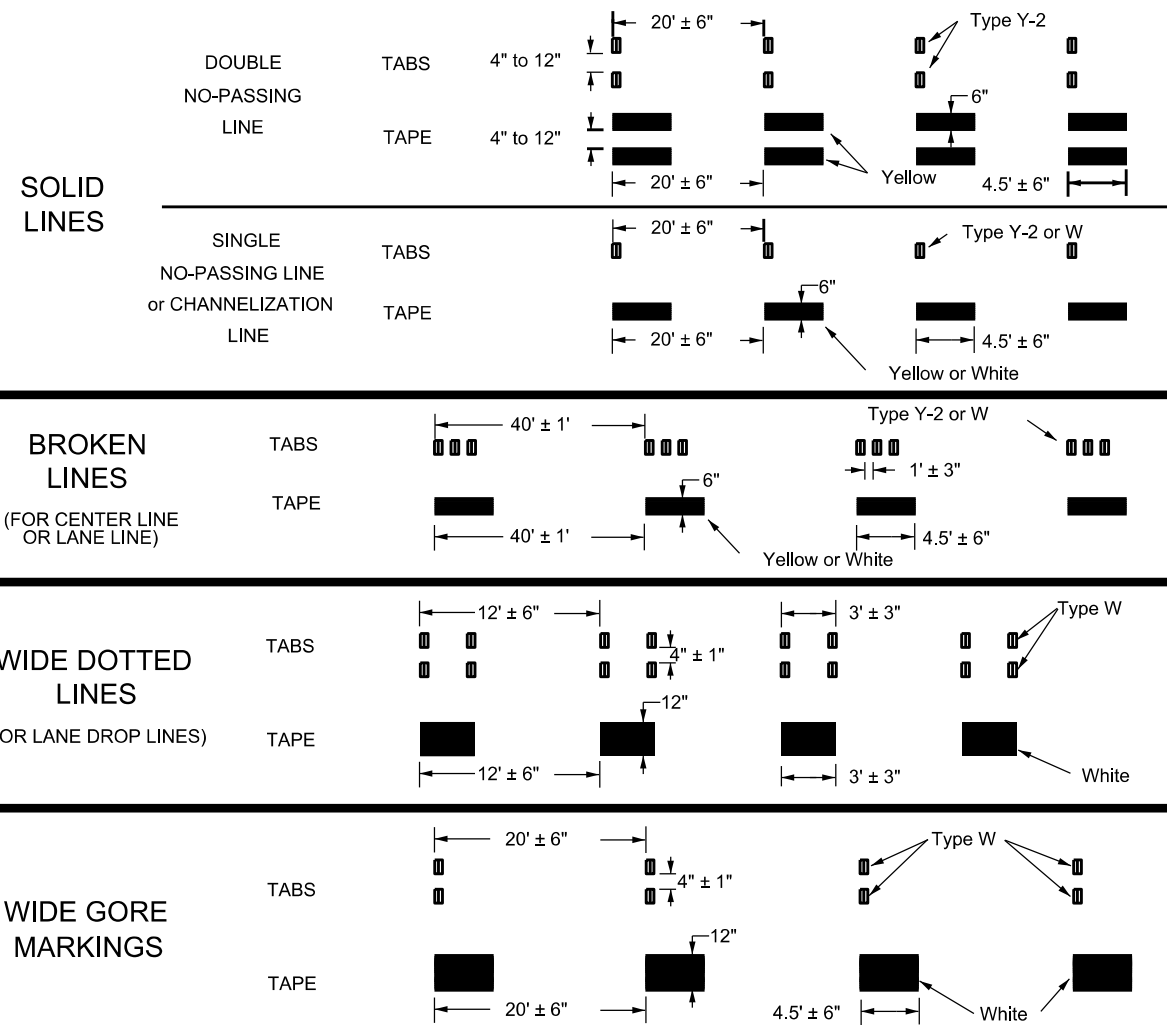 SOLID
LINES
DOUBLE
NO-PASSING
LINE
TABS
4" to 12"
20' ± 6"
Type Y-2
TAPE
4" to 12"
6"
20' ± 6"
Yellow
4.5' ± 6"
SINGLE
NO-PASSING LINE
or CHANNELIZATION
LINE
TABS
20' ± 6"
Type Y-2 or W
TAPE
6"
20' ± 6"
4.5' ± 6"
Yellow or White
BROKEN
LINES
(FOR CENTER LINE
OR LANE LINE)
TABS
40' ± 1'
Type Y-2 or W
1' ± 3"
TAPE
6"
40' ± 1'
4.5' ± 6"
Yellow or White
WIDE DOTTED
LINES
OR LANE DROP LINES)
TABS
12' ± 6"
3' ± 3"
Type W
4" ± 1"
TAPE
12"
12' ± 6"
3' ± 3"
White
WIDE GORE
MARKINGS
TABS
20' ± 6"
Type W
4" ± 1"
TAPE
12"
20' ± 6"
4.5' ± 6"
White